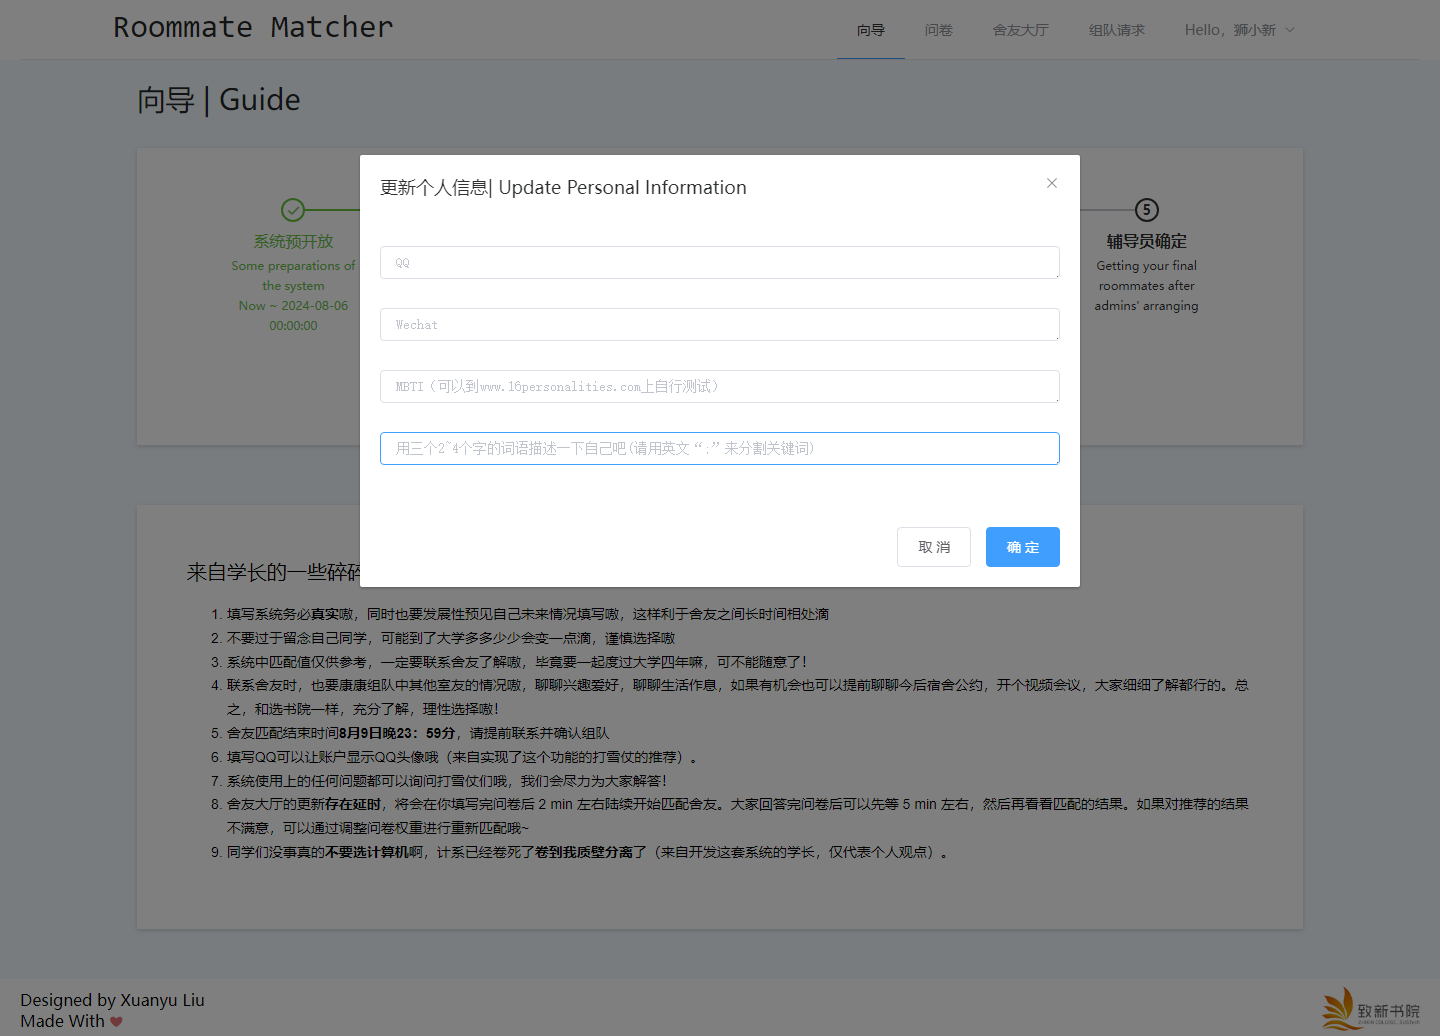 Roommate Matcher
向导
问卷
舍友大厅
组队请求
Hello，狮小新
向导 | Guide
更新个人信息| Update Personal Information
QQ
Wechat
MBTI（可以到www.16personalities.com上自行测试）
用三个2~4个字的词语描述一下自己吧(请用英文“;”来分割关键词)
取 消
确 定
系统预开放
Some preparations of
the system
Now ~ 2024-08-06
00:00:00
5
辅导员确定
Getting your final
roommates after
admins' arranging
来自学长的一些碎碎
1. 填写系统务必真实嗷，同时也要发展性预见自己未来情况填写嗷，这样利于舍友之间长时间相处滴
2. 不要过于留念自己同学，可能到了大学多多少少会变一点滴，谨慎选择嗷
3. 系统中匹配值仅供参考，一定要联系舍友了解嗷，毕竟要一起度过大学四年嘛，可不能随意了！
4. 联系舍友时，也要康康组队中其他室友的情况嗷，聊聊兴趣爱好，聊聊生活作息，如果有机会也可以提前聊聊今后宿舍公约，开个视频会议，大家细细了解都行的。总
之，和选书院一样，充分了解，理性选择嗷！
5. 舍友匹配结束时间8月9日晚23：59分，请提前联系并确认组队
6. 填写QQ可以让账户显示QQ头像哦（来自实现了这个功能的打雪仗的推荐）。
7. 系统使用上的任何问题都可以询问打雪仗们哦，我们会尽力为大家解答！
8. 舍友大厅的更新存在延时，将会在你填写完问卷后 2 min 左右陆续开始匹配舍友。大家回答完问卷后可以先等 5 min 左右，然后再看看匹配的结果。如果对推荐的结果
不满意，可以通过调整问卷权重进行重新匹配哦~
9. 同学们没事真的不要选计算机啊，计系已经卷死了卷到我质壁分离了（来自开发这套系统的学长，仅代表个人观点）。
Designed by Xuanyu Liu
Made With
致新书院